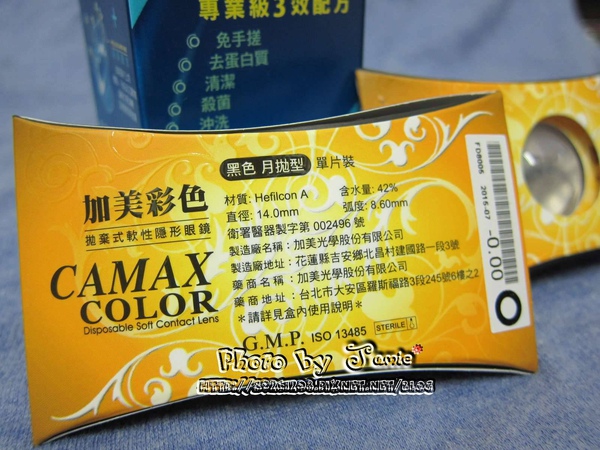 專業級3效配方
免手搓
去蛋白質
清潔
殺菌
沖洗
黑色 月拋型 單片裝
加美彩色
拋棄式軟性隱形眼鏡
CAMAX
COLOR
Disposable Soft Contact Lens
材質: Hefilcon A 含水量: 42%
直徑: 14.0mm 弧度: 8.60mm
衛署醫器製字第 002496 號
製造廠名稱: 加美光學股份有限公司
製造廠地址: 花蓮縣吉安鄉北昌村建國路一段3號
藥商名稱: 加美光學股份有限公司
藥商地址: 台北市大安區羅斯福路3段245號6樓之2
*請詳見盒內使用說明*
G.M.P. ISO 13485 STERILE
FD8006 2015.07
-0.00
Photo by Jamie